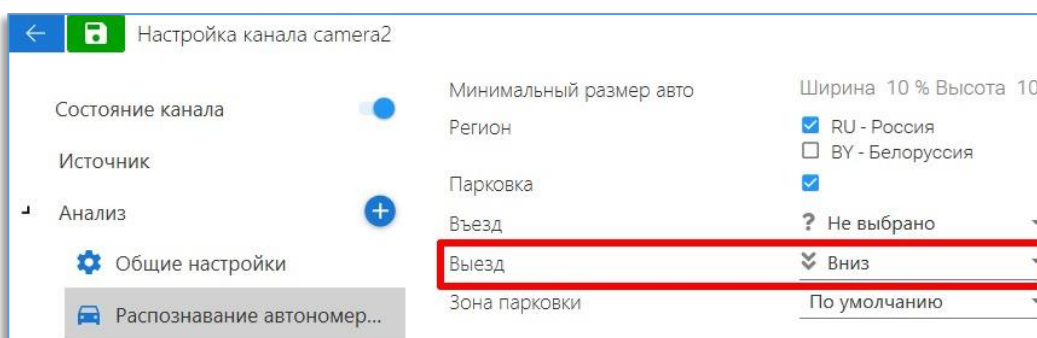 Настройка канала camera2
Состояние канала
Источник
Анализ
Общие настройки
Распознавание автономер...
Минимальный размер авто Ширина 10 % Высота 10
Регион RU - Россия
BY - Белоруссия
Парковка
Въезд ? Не выбрано
Выезд Вниз
Зона парковки По умолчанию